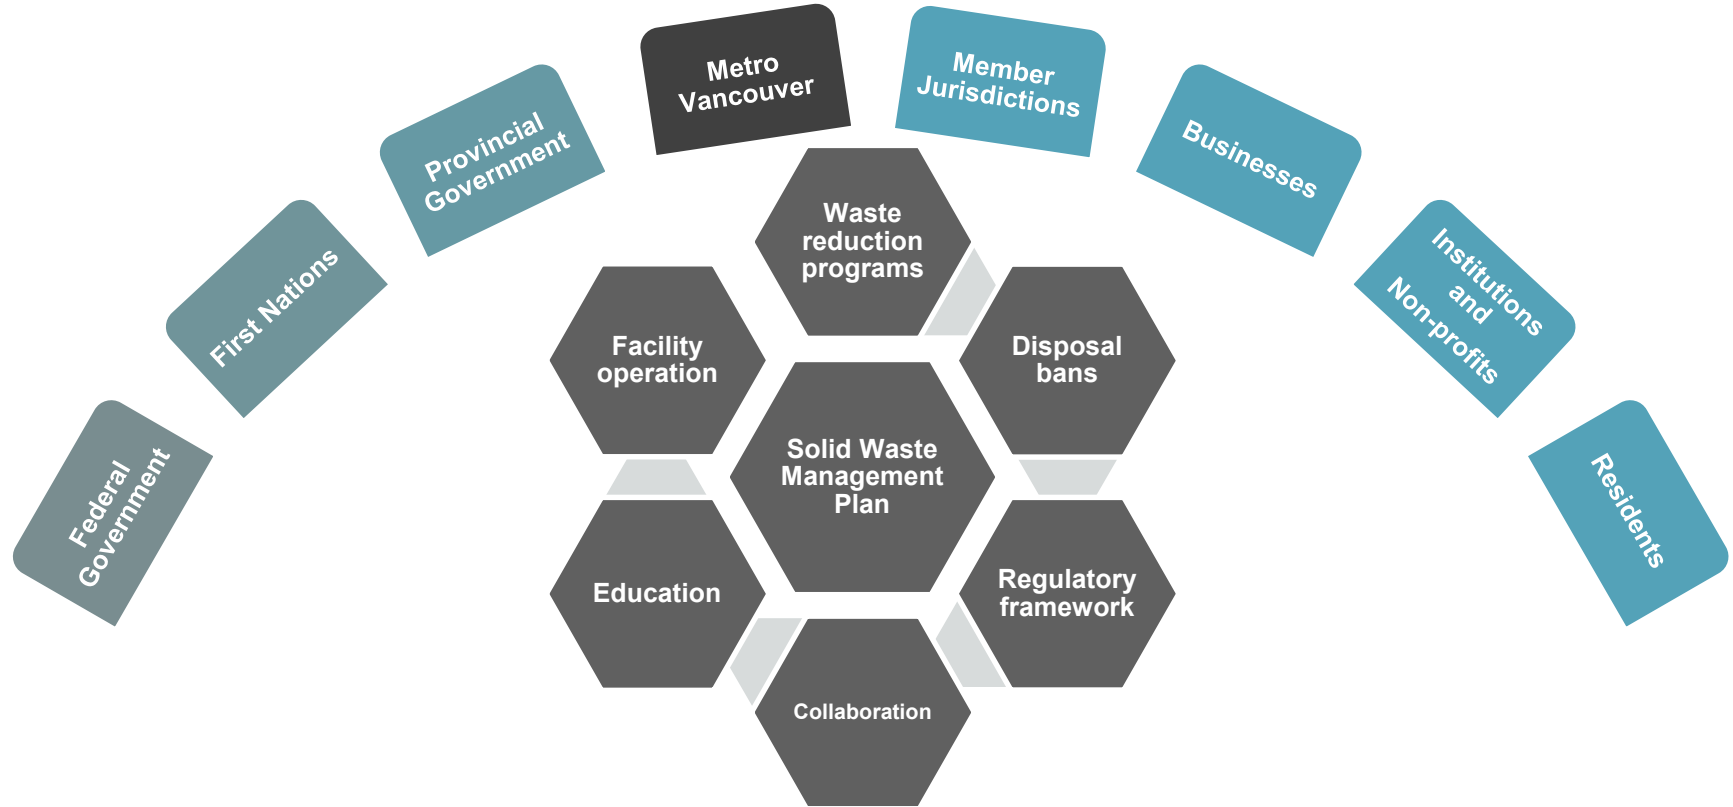 Federal
Government
First Nations
Provincial
Government
Metro
Vancouver
Member
Jurisdictions
Businesses
Institutions
and
Non-profits
Residents
Waste
reduction
programs
Disposal
bans
Regulatory
framework
Collaboration
Education
Facility
operation
Solid Waste
Management
Plan